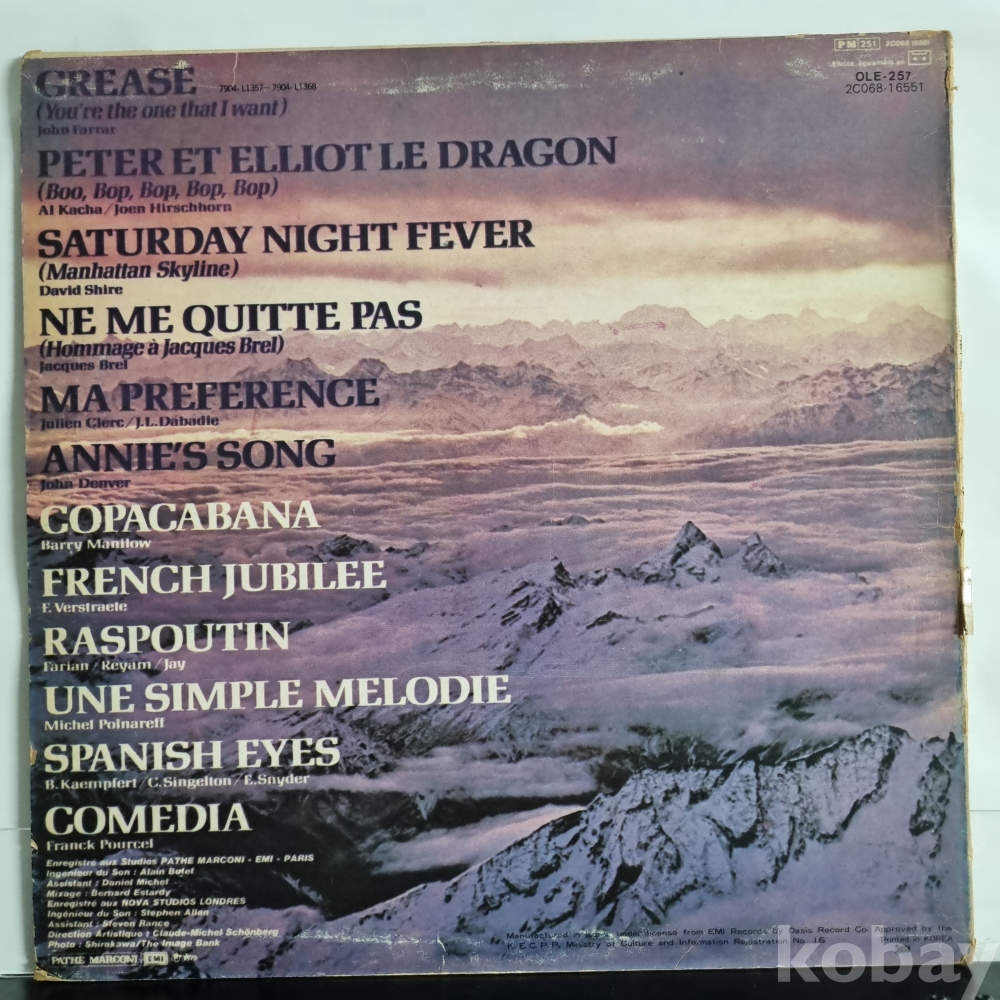 PM 251 2C068 16551
OLE-257
2C068-16551
GREASE 7904-L1357-7904-L1368
(You're the one that I want)
John Farrar
PETER ET ELLIOT LE DRAGON
(Boo, Bop, Bop, Bop, Bop)
Al Kacha/Joen Hirschhorn
SATURDAY NIGHT FEVER
(Manhattan Skyline)
David Shire
NE ME QUITTE PAS
(Hommage à Jacques Brel)
Jacques Brel
MA PREFERENCE
Julien Clerc/J.L.Dabadie
ANNIE'S SONG
John Denver
COPACABANA
Barry Manilow
FRENCH JUBILEE
F. Verstraete
RASPOUTIN
Farian/Reyam/Jay
UNE SIMPLE MELODIE
Michel Polnareff
SPANISH EYES
B. Kaempfert/C. Singelton/E. Snyder
COMEDIA
Franck Pourcel
Enregistré aux Studios PATHE MARCONI - EMI - PARIS
Ingénieur du Son : Alain Butet
Assistant : Daniel Michel
Mixage : Bernard Estardy
Enregistré aux NOVA STUDIOS LONDRES
Ingénieur du Son : Stephen Allan
Assistant : Steven Rance
Direction Artistique : Claude-Michel Schönberg
Photo : Shirakawa/The Image Bank
PATHE MARCONI EMI
Manufactured in under license from EMI Records by Oasis Record Co. Approved by the
K.E.C.P.P. Ministry of Culture and Information Registration No. 16 Printed in KOREA
kobay